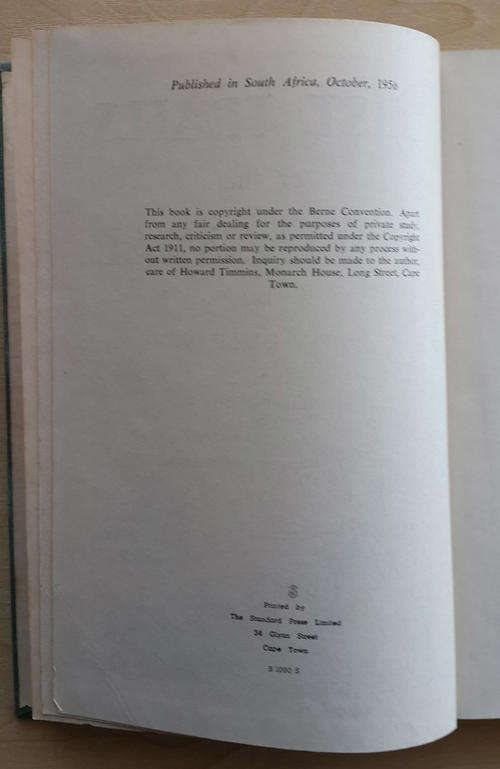 Published in South Africa, October, 1956
This book is copyright under the Berne Convention. Apart
from any fair dealing for the purposes of private study,
research, criticism or review, as permitted under the Copyright
Act 1911, no portion may be reproduced by any process with-
out written permission. Inquiry should be made to the author,
care of Howard Timmins, Monarch House, Long Street, Cape
Town.
Printed by
The Standard Press Limited
34 Glynn Street
Cape Town